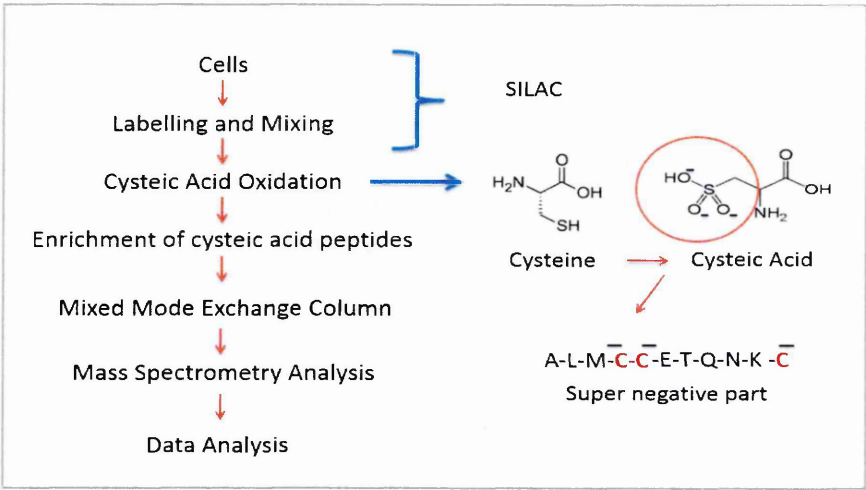 Cells
Labelling and Mixing
Cysteic Acid Oxidation
Enrichment of cysteic acid peptides
Mixed Mode Exchange Column
Mass Spectrometry Analysis
Data Analysis
SILAC
H₂N
O
OH
SH
Cysteine
HO
S
O
O
O
OH
NH₂
Cysteic Acid
A-L-M-C-C-E-T-Q-N-K -C
Super negative part